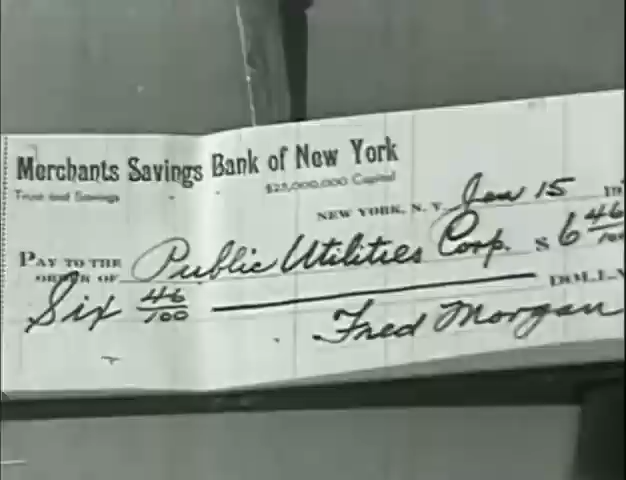 Merchants Savings Bank of New York
Trust and Savings $25,000,000 Capital
NEW YORK, N. Y. Jan 15
PAY TO THE ORDER OF Public Utilities Corp. $ 6 46/100
Six 46/100
Fred Morgan